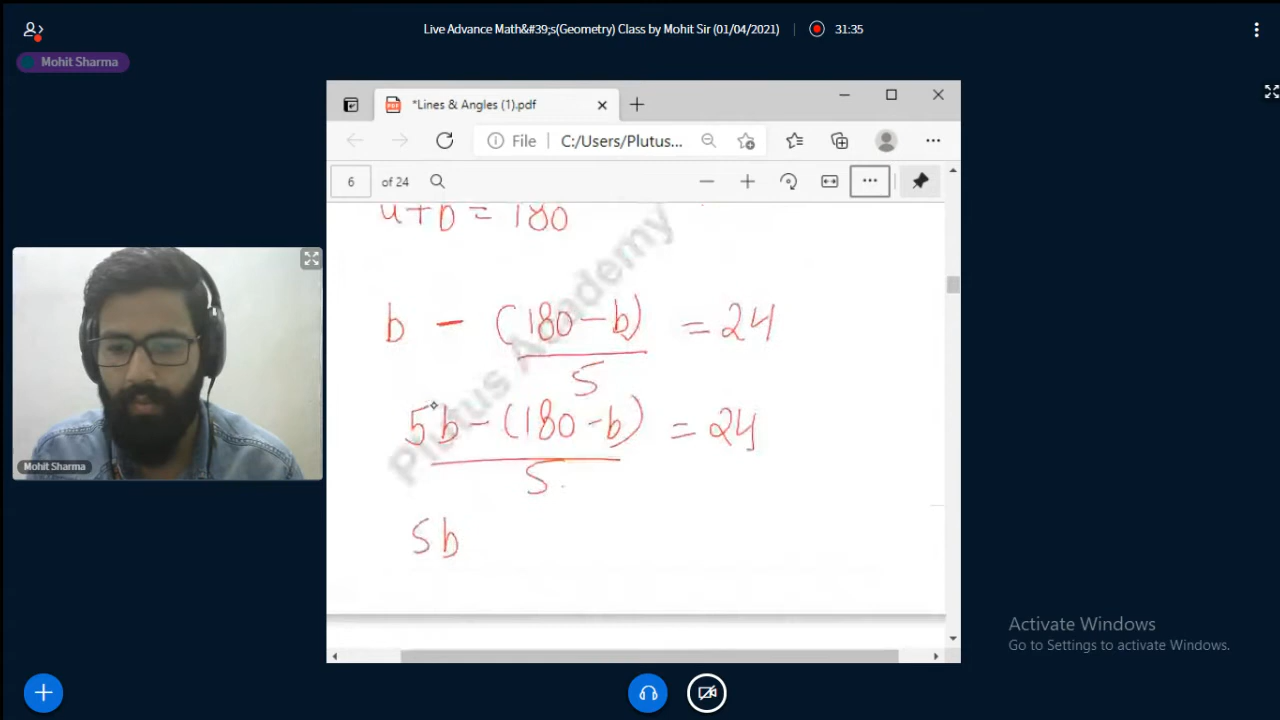 Live Advance Math&#39;s(Geometry) Class by Mohit Sir (01/04/2021) 31:35
Mohit Sharma
*Lines & Angles (1).pdf
File C:/Users/Plutus...
6 of 24
a+b = 180
b - (180-b)/5 = 24
5b-(180-b)/5 = 24
5b
Plutus Academy
Mohit Sharma
Activate Windows
Go to Settings to activate Windows.